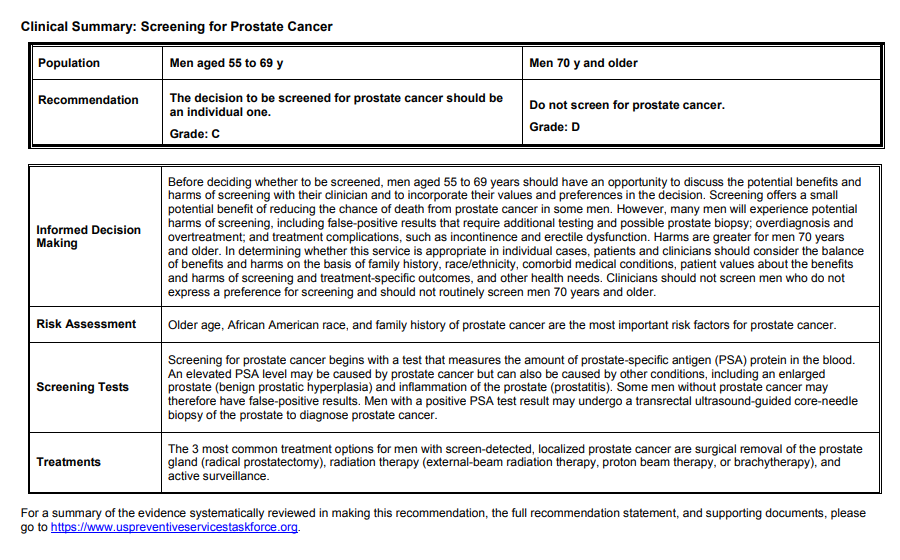 Clinical Summary: Screening for Prostate Cancer
Population
Men aged 55 to 69 y
Men 70 y and older
Recommendation
The decision to be screened for prostate cancer should be
an individual one.
Grade: C
Do not screen for prostate cancer.
Grade: D
Informed Decision
Making
Before deciding whether to be screened, men aged 55 to 69 years should have an opportunity to discuss the potential benefits and
harms of screening with their clinician and to incorporate their values and preferences in the decision. Screening offers a small
potential benefit of reducing the chance of death from prostate cancer in some men. However, many men will experience potential
harms of screening, including false-positive results that require additional testing and possible prostate biopsy; overdiagnosis and
overtreatment; and treatment complications, such as incontinence and erectile dysfunction. Harms are greater for men 70 years
and older. In determining whether this service is appropriate in individual cases, patients and clinicians should consider the balance
of benefits and harms on the basis of family history, race/ethnicity, comorbid medical conditions, patient values about the benefits
and harms of screening and treatment-specific outcomes, and other health needs. Clinicians should not screen men who do not
express a preference for screening and should not routinely screen men 70 years and older.
Risk Assessment
Older age, African American race, and family history of prostate cancer are the most important risk factors for prostate cancer.
Screening Tests
Screening for prostate cancer begins with a test that measures the amount of prostate-specific antigen (PSA) protein in the blood.
An elevated PSA level may be caused by prostate cancer but can also be caused by other conditions, including an enlarged
prostate (benign prostatic hyperplasia) and inflammation of the prostate (prostatitis). Some men without prostate cancer may
therefore have false-positive results. Men with a positive PSA test result may undergo a transrectal ultrasound-guided core-needle
biopsy of the prostate to diagnose prostate cancer.
Treatments
The 3 most common treatment options for men with screen-detected, localized prostate cancer are surgical removal of the prostate
gland (radical prostatectomy), radiation therapy (external-beam radiation therapy, proton beam therapy, or brachytherapy), and
active surveillance.
For a summary of the evidence systematically reviewed in making this recommendation, the full recommendation statement, and supporting documents, please
go to https://www.uspreventiveservicestaskforce.org.